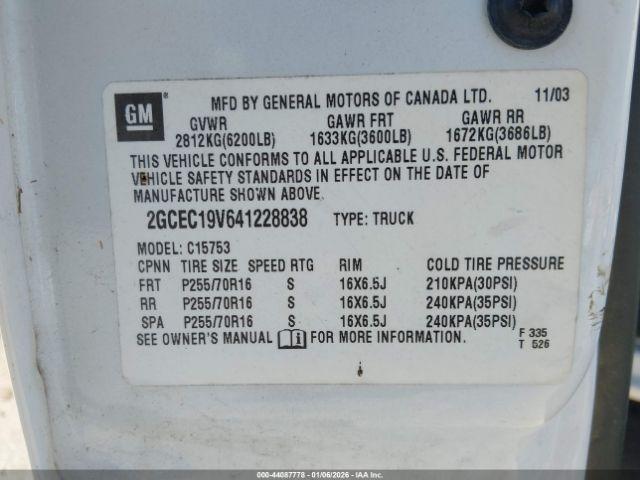 GM ® MFD BY GENERAL MOTORS OF CANADA LTD. 11/03
GVWR GAWR FRT GAWR RR
2812KG(6200LB) 1633KG(3600LB) 1672KG(3686LB)
THIS VEHICLE CONFORMS TO ALL APPLICABLE U.S. FEDERAL MOTOR
VEHICLE SAFETY STANDARDS IN EFFECT ON THE DATE OF
MANUFACTURE SHOWN ABOVE.
2GCEC19V641228838 TYPE: TRUCK
MODEL: C15753
CPNN TIRE SIZE SPEED RTG RIM COLD TIRE PRESSURE
FRT P255/70R16 S 16X6.5J 210KPA(30PSI)
RR P255/70R16 S 16X6.5J 240KPA(35PSI)
SPA P255/70R16 S 16X6.5J 240KPA(35PSI)
SEE OWNER'S MANUAL i FOR MORE INFORMATION.
F 335
T 526
000-44087778 - 01/06/2026 - IAAI.COM